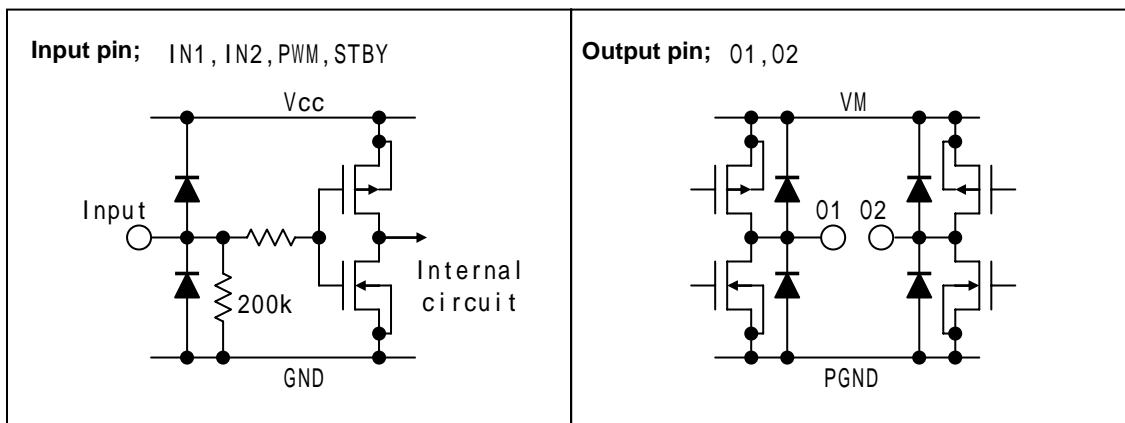 Input pin; IN1,IN2,PWM,STBY
Vcc
Input
Internal
circuit
200k
GND
Output pin; O1,O2
VM
O1 O2
PGND